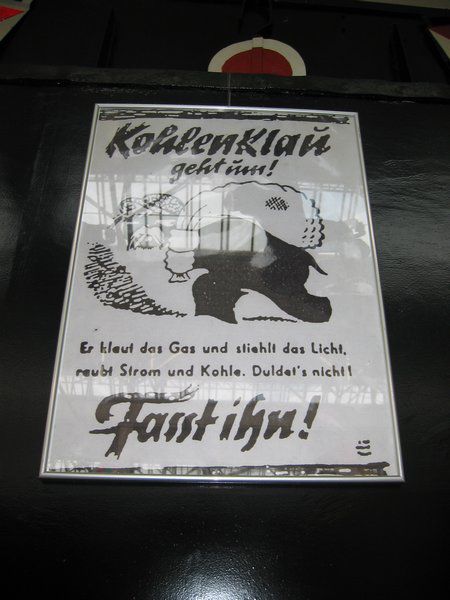 Kohlenklau
geht um!
Er klaut das Gas und stiehlt das Licht,
raubt Strom und Kohle. Duldet's nicht!
Fasst ihn!